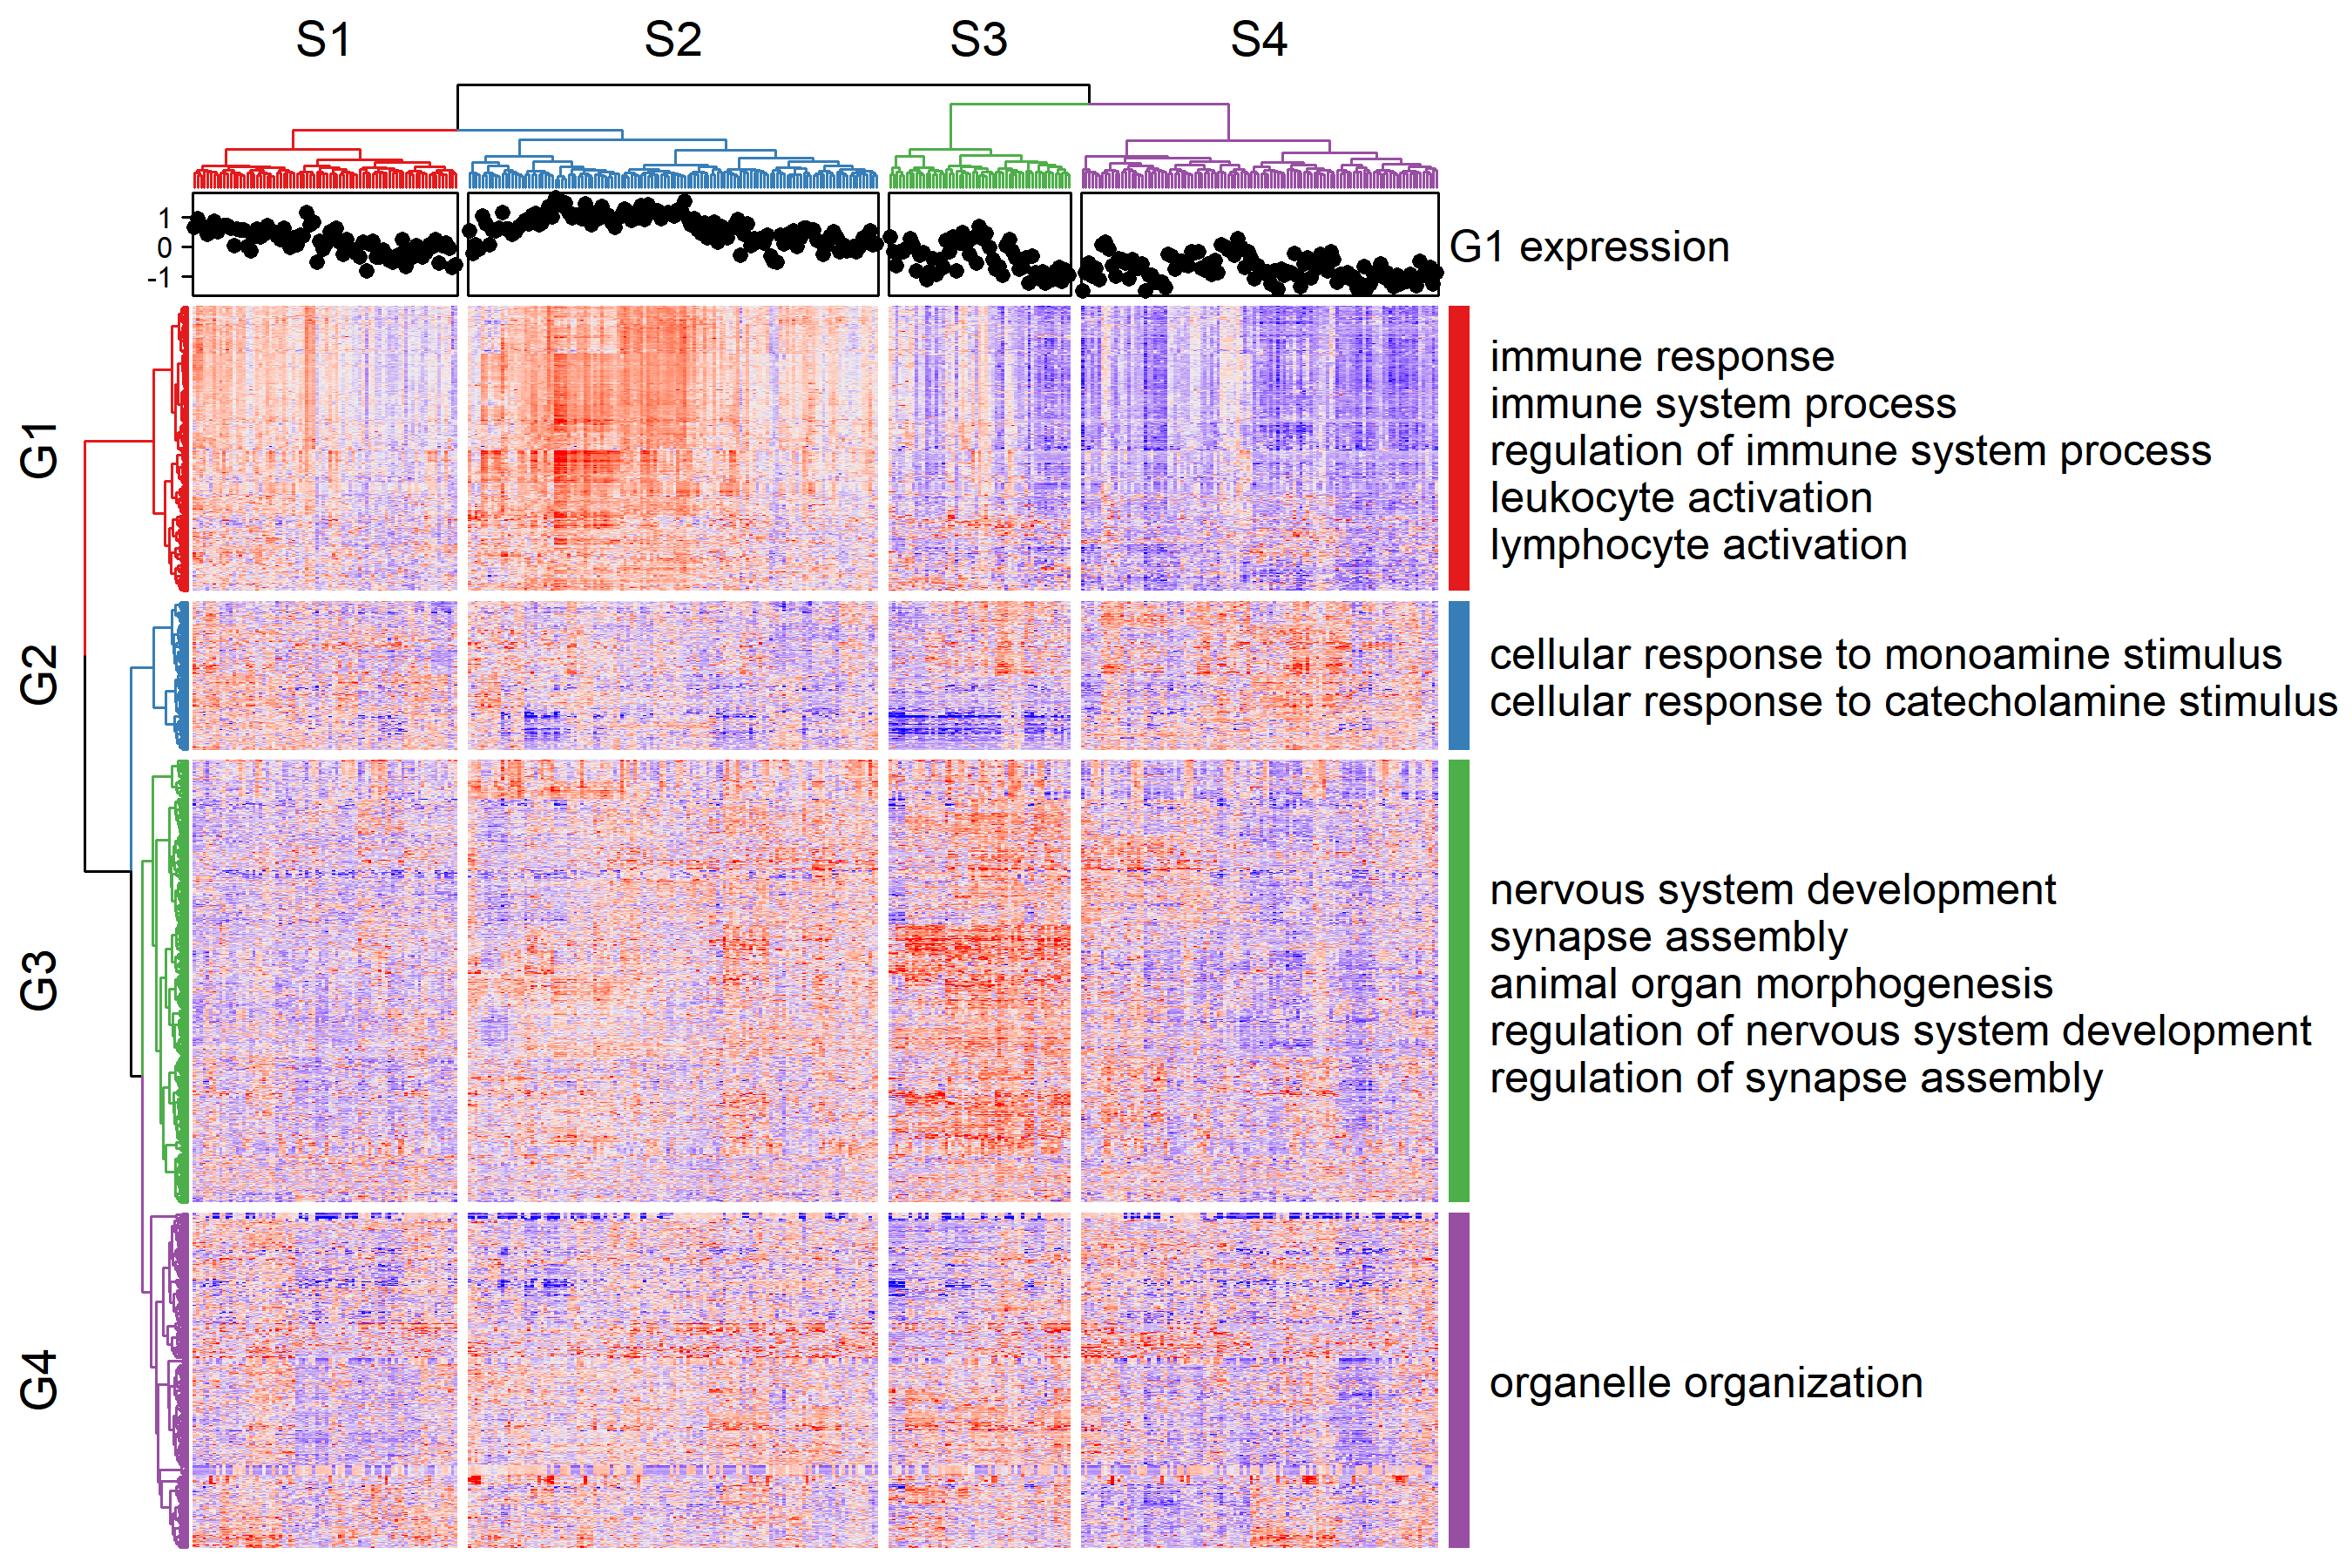 S1 S2 S3 S4
1
0
-1
G1 expression
G1
immune response
immune system process
regulation of immune system process
leukocyte activation
lymphocyte activation
G2
cellular response to monoamine stimulus
cellular response to catecholamine stimulus
G3
nervous system development
synapse assembly
animal organ morphogenesis
regulation of nervous system development
regulation of synapse assembly
G4
organelle organization